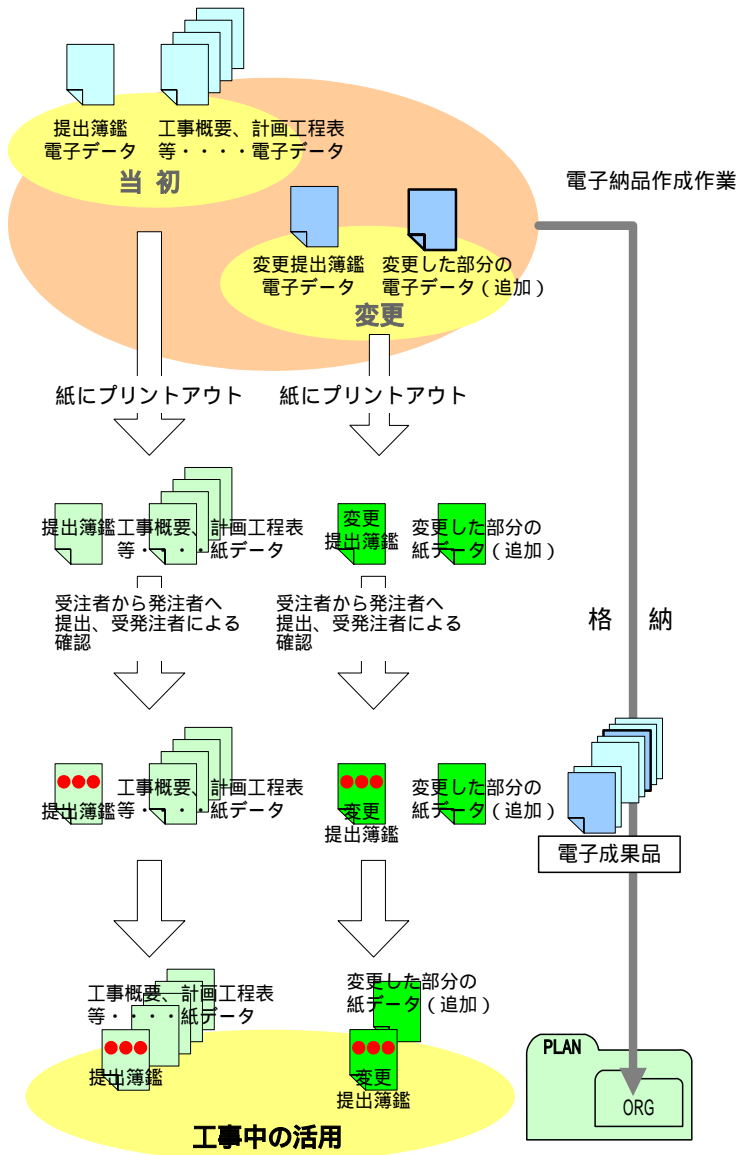 提出簿鑑
電子データ
工事概要、計画工程表
等・・・・電子データ
当 初
電子納品作成作業
変更提出簿鑑
電子データ
変更した部分の
電子データ（追加）
変更
紙にプリントアウト
紙にプリントアウト
提出簿鑑
工事概要、計画工程表
等・・・・紙データ
変更
提出簿鑑
変更した部分の
紙データ（追加）
受注者から発注者へ
提出、受発注者による
確認
受注者から発注者へ
提出、受発注者による
確認
格 納
提出簿鑑
工事概要、計画工程表
等・・・・紙データ
変更
提出簿鑑
変更した部分の
紙データ（追加）
電子成果品
工事概要、計画工程表
等・・・・紙データ
提出簿鑑
変更した部分の
紙データ（追加）
変更
提出簿鑑
工事中の活用
PLAN
ORG